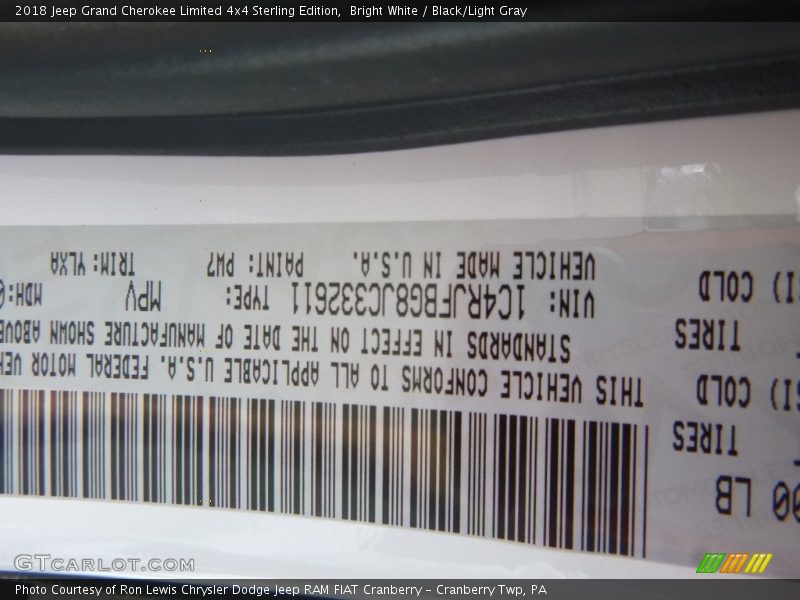 2018 Jeep Grand Cherokee Limited 4x4 Sterling Edition,  Bright White / Black/Light Gray
00 LB
TIRES
COLD
TIRES
COLD
THIS VEHICLE CONFORMS TO ALL APPLICABLE U.S.A. FEDERAL MOTOR
STANDARDS IN EFFECT ON THE DATE OF MANUFACTURE SHOWN
VIN: 1C4RJFBG8JC332611 TYPE: MPV MDH:
VEHICLE MADE IN U.S.A. PAINT: PW7 TRIM: YLXA
GTcarlot.com
Photo Courtesy of Ron Lewis Chrysler Dodge Jeep RAM FIAT Cranberry – Cranberry Twp, PA